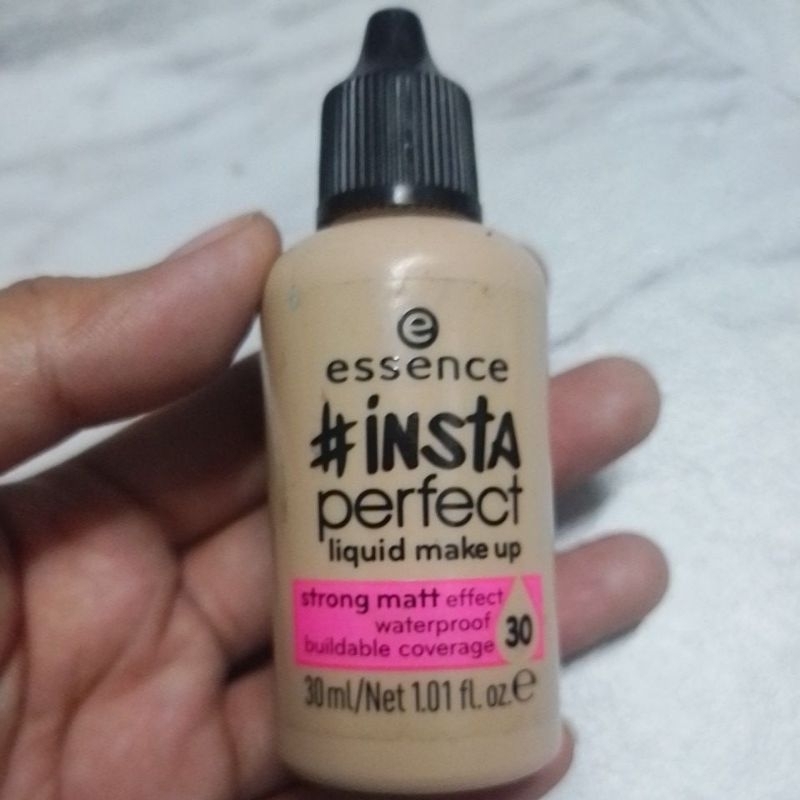 e
essence
#insta
perfect
liquid make up
strong matt effect
waterproof
buildable coverage
30
30 ml/Net 1.01 fl. oz. ℮